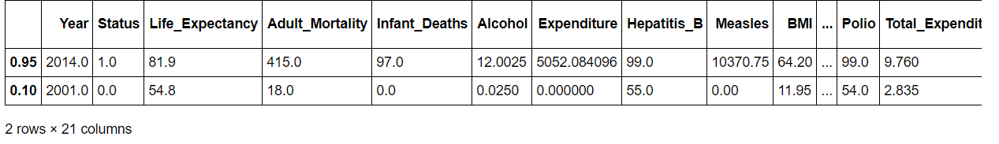 Year Status Life_Expectancy Adult_Mortality Infant_Deaths Alcohol Expenditure Hepatitis_B Measles BMI ... Polio Total_Expendit
0.95 2014.0 1.0 81.9 415.0 97.0 12.0025 5052.084096 99.0 10370.75 64.20 ... 99.0 9.760
0.10 2001.0 0.0 54.8 18.0 0.0 0.0250 0.000000 55.0 0.00 11.95 ... 54.0 2.835
2 rows × 21 columns